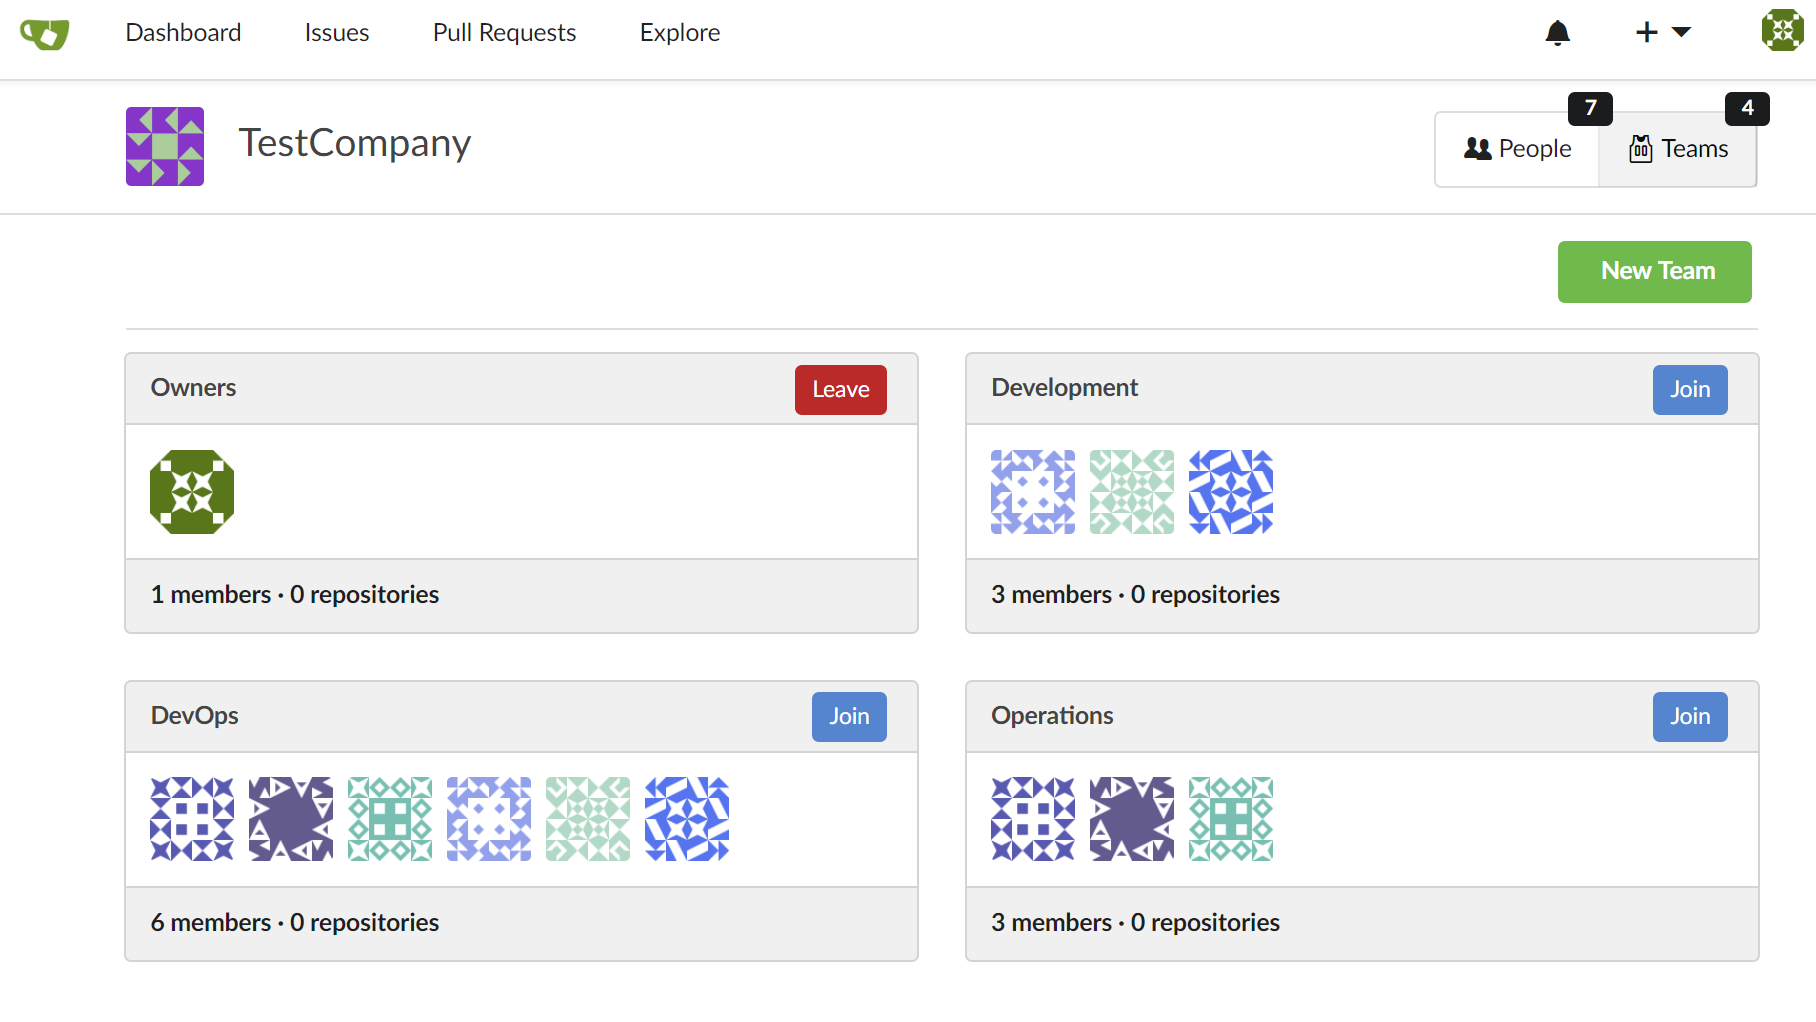 Dashboard Issues Pull Requests Explore
TestCompany
7 4
People Teams
New Team
Owners Leave
1 members · 0 repositories
Development Join
3 members · 0 repositories
DevOps Join
6 members · 0 repositories
Operations Join
3 members · 0 repositories